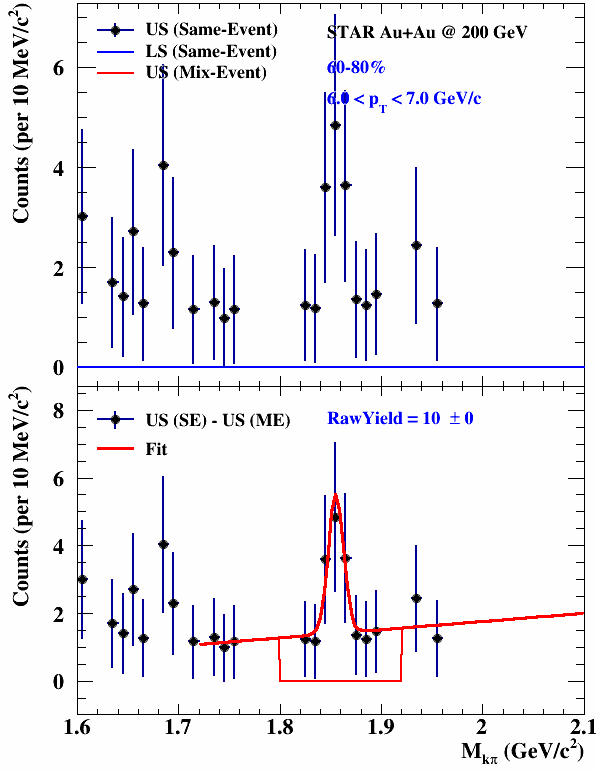 US (Same-Event)
LS (Same-Event)
US (Mix-Event)
STAR Au+Au @ 200 GeV
60-80%
6.0 < pT < 7.0 GeV/c
Counts (per 10 MeV/c²)
6
4
2
0
US (SE) - US (ME)
Fit
RawYield = 10 ± 0
Counts (per 10 MeV/c²)
8
6
4
2
0
1.6 1.7 1.8 1.9 2 2.1
Mkπ (GeV/c²)